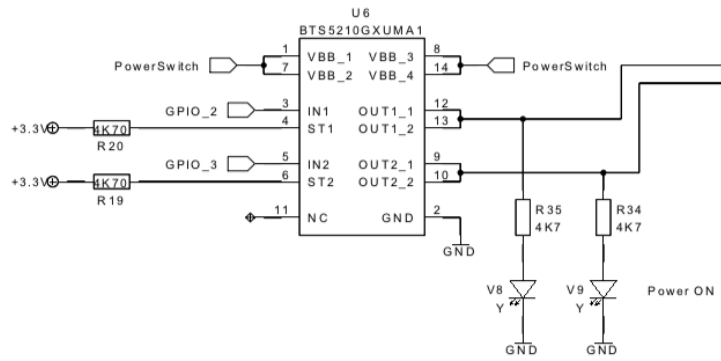 U6
BTS5210GXUMA1
PowerSwitch 1 VBB_1 VBB_3 8 PowerSwitch
7 VBB_2 VBB_4 14
GPIO_2 3 IN1 OUT1_1 12
+3.3V 4K70 4 ST1 OUT1_2 13
R20
GPIO_3 5 IN2 OUT2_1 9
+3.3V 4K70 6 ST2 OUT2_2 10
R19
11 NC GND 2
GND
R35 R34
4K7 4K7
V8 V9 Power ON
Y Y
GND GND